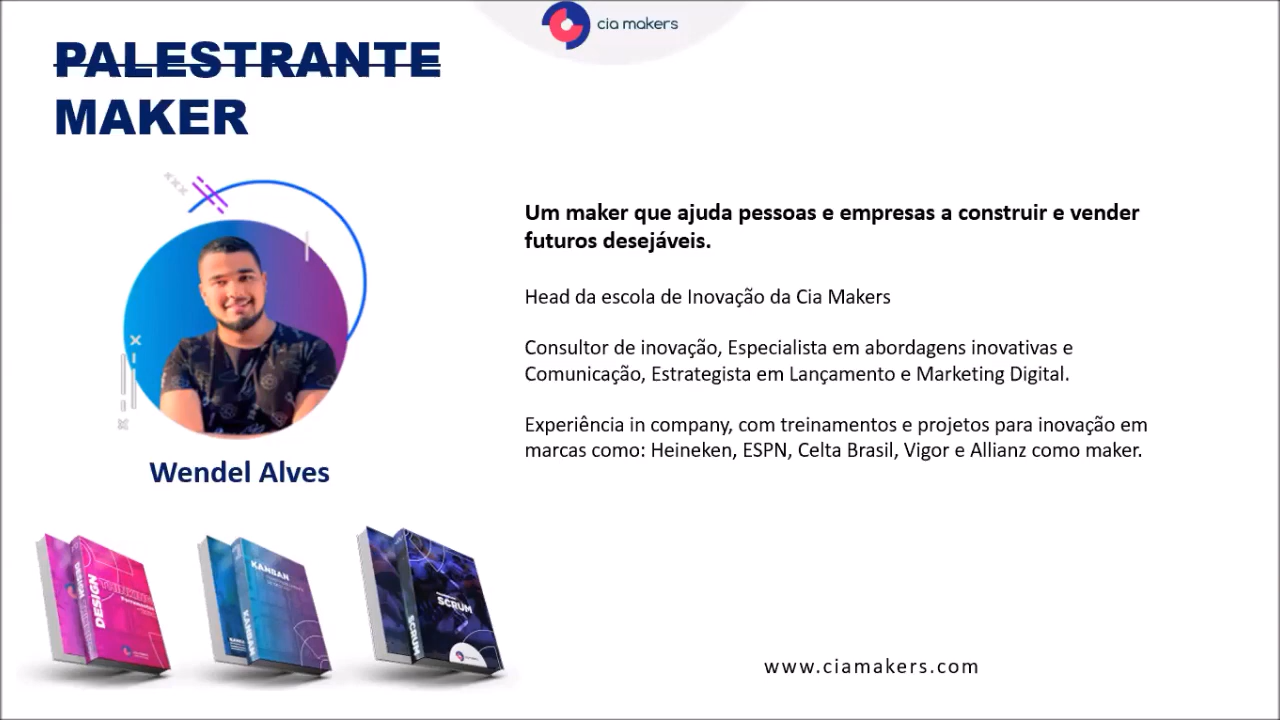 cia makers
PALESTRANTE
MAKER
Um maker que ajuda pessoas e empresas a construir e vender
futuros desejáveis.
Head da escola de Inovação da Cia Makers
Consultor de inovação, Especialista em abordagens inovativas e
Comunicação, Estrategista em Lançamento e Marketing Digital.
Experiência in company, com treinamentos e projetos para inovação em
marcas como: Heineken, ESPN, Celta Brasil, Vigor e Allianz como maker.
Wendel Alves
DESIGN
THINKING
KANBAN
KANBAN
SCRUM
SCRUM
www.ciamakers.com